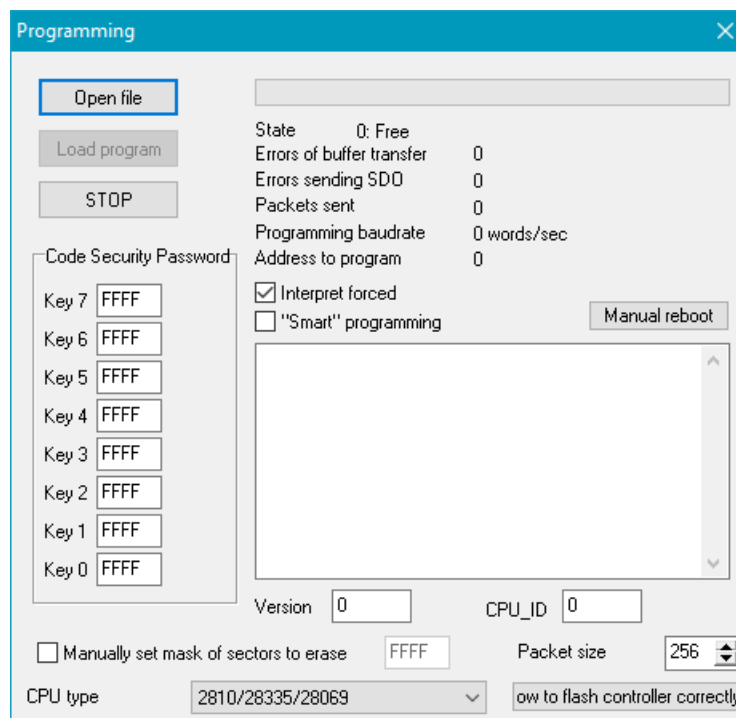 Programming
Open file
Load program
STOP
State 0: Free
Errors of buffer transfer 0
Errors sending SDO 0
Packets sent 0
Programming baudrate 0 words/sec
Address to program 0
Interpret forced
"Smart" programming
Manual reboot
Code Security Password
Key 7 FFFF
Key 6 FFFF
Key 5 FFFF
Key 4 FFFF
Key 3 FFFF
Key 2 FFFF
Key 1 FFFF
Key 0 FFFF
Version 0
CPU_ID 0
Manually set mask of sectors to erase FFFF
Packet size 256
CPU type 2810/28335/28069
ow to flash controller correctly